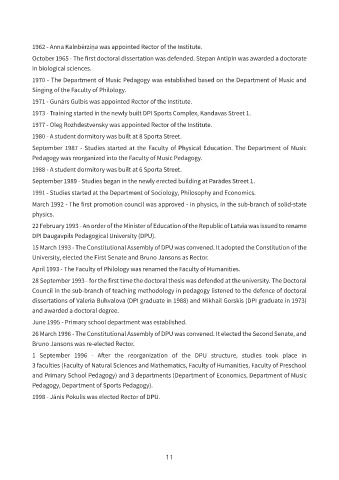 1962 - Anna Kalnbērziņa was appointed Rector of the Institute.
October 1965 - The first doctoral dissertation was defended. Stepan Antipin was awarded a doctorate
in biological sciences.
1970 - The Department of Music Pedagogy was established based on the Department of Music and
Singing of the Faculty of Philology.
1971 - Gunārs Gulbis was appointed Rector of the Institute.
1973 - Training started in the newly built DPI Sports Complex, Kandavas Street 1.
1977 - Oleg Rozhdestvensky was appointed Rector of the Institute.
1980 - A student dormitory was built at 8 Sporta Street.
September 1987 - Studies started at the Faculty of Physical Education. The Department of Music
Pedagogy was reorganized into the Faculty of Music Pedagogy.
1988 - A student dormitory was built at 6 Sporta Street.
September 1989 - Studies began in the newly erected building at Parādes Street 1.
1991 - Studies started at the Department of Sociology, Philosophy and Economics.
March 1992 - The first promotion council was approved - in physics, in the sub-branch of solid-state
physics.
22 February 1993 - An order of the Minister of Education of the Republic of Latvia was issued to rename
DPI Daugavpils Pedagogical University (DPU).
15 March 1993 - The Constitutional Assembly of DPU was convened. It adopted the Constitution of the
University, elected the First Senate and Bruno Jansons as Rector.
April 1993 - The Faculty of Philology was renamed the Faculty of Humanities.
28 September 1993 - for the first time the doctoral thesis was defended at the university. The Doctoral
Council in the sub-branch of teaching methodology in pedagogy listened to the defence of doctoral
dissertations of Valeria Buhvalova (DPI graduate in 1988) and Mikhail Gorskis (DPI graduate in 1973)
and awarded a doctoral degree.
June 1995 - Primary school department was established.
26 March 1996 - The Constitutional Assembly of DPU was convened. It elected the Second Senate, and
Bruno Jansons was re-elected Rector.
1 September 1996 - After the reorganization of the DPU structure, studies took place in
3 faculties (Faculty of Natural Sciences and Mathematics, Faculty of Humanities, Faculty of Preschool
and Primary School Pedagogy) and 3 departments (Department of Economics, Department of Music
Pedagogy, Department of Sports Pedagogy).
1998 - Jānis Pokulis was elected Rector of DPU.
11